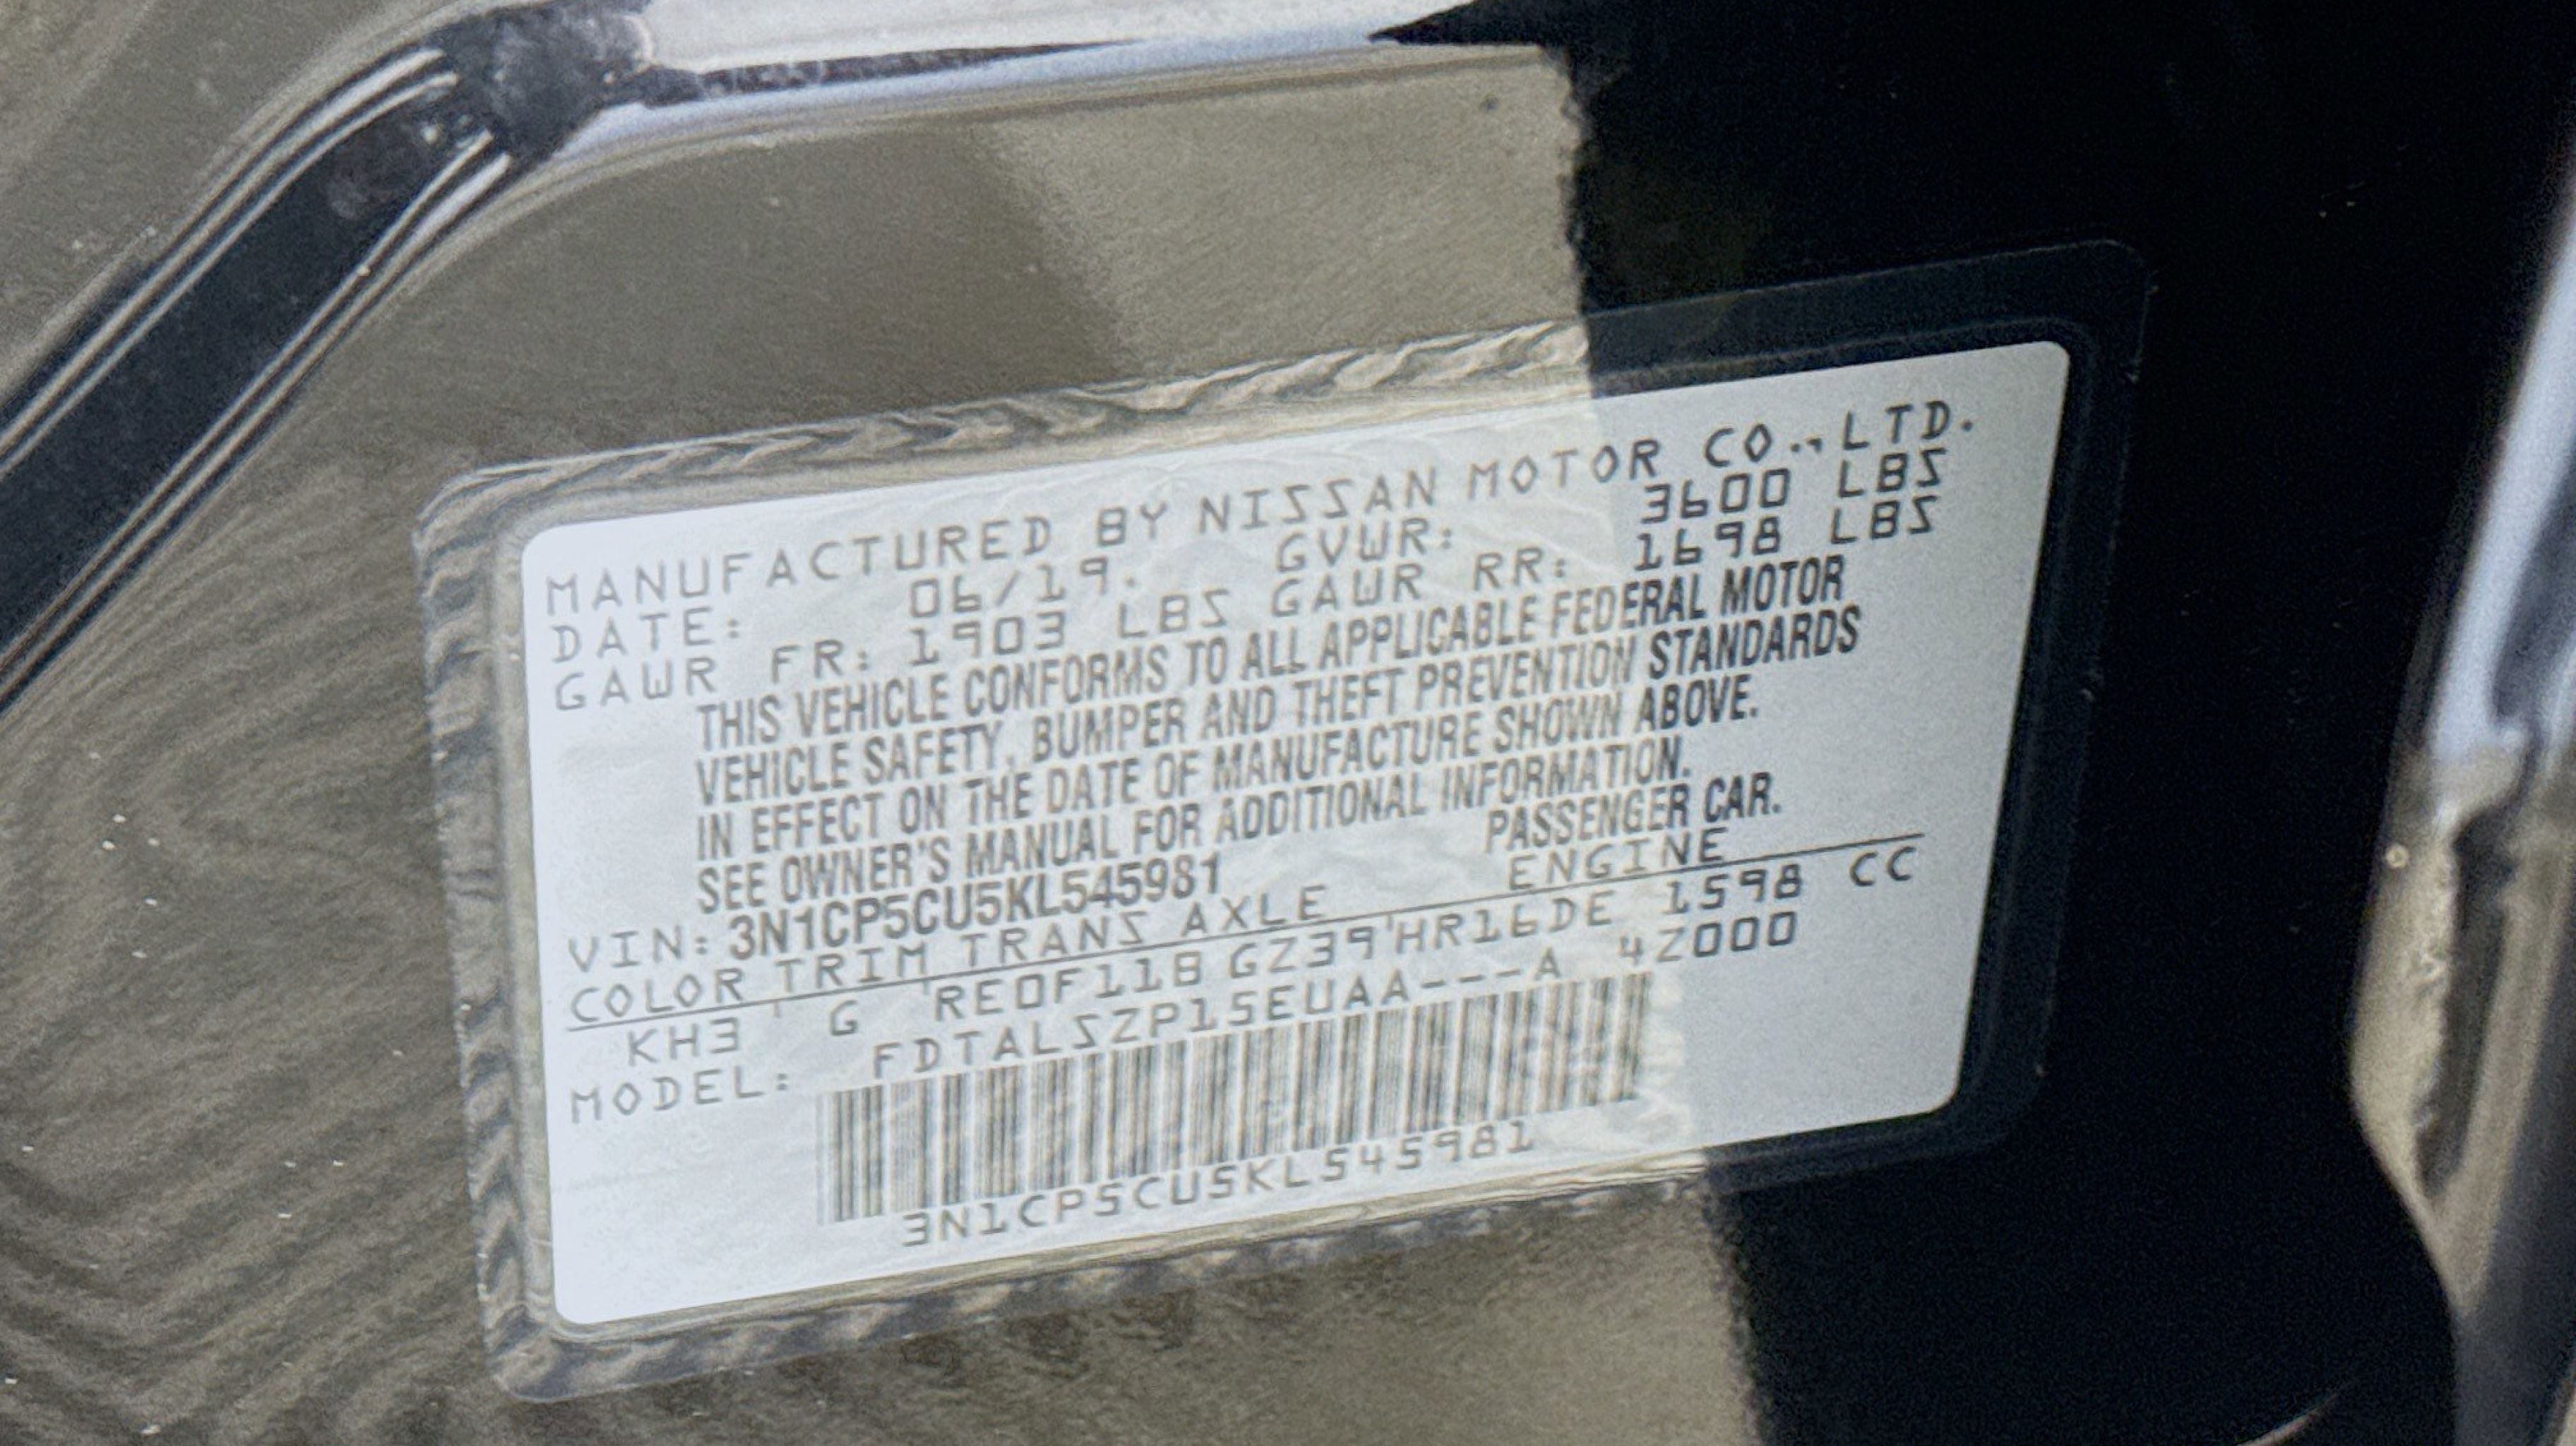 MANUFACTURED BY NISSAN MOTOR CO.,LTD.
DATE: 06/19. GVWR: 3600 LBS
GAWR FR: 1903 LBS GAWR RR: 1698 LBS
THIS VEHICLE CONFORMS TO ALL APPLICABLE FEDERAL MOTOR
VEHICLE SAFETY, BUMPER AND THEFT PREVENTION STANDARDS
IN EFFECT ON THE DATE OF MANUFACTURE SHOWN ABOVE.
SEE OWNER'S MANUAL FOR ADDITIONAL INFORMATION.
VIN: 3N1CP5CU5KL545981 PASSENGER CAR.
COLOR TRIM TRANS AXLE ENGINE
KH3 G RE0F11B GZ39 HR16DE 1598 CC
MODEL: FDTALSZP15EUAA---A 4Z000
3N1CP5CU5KL545981